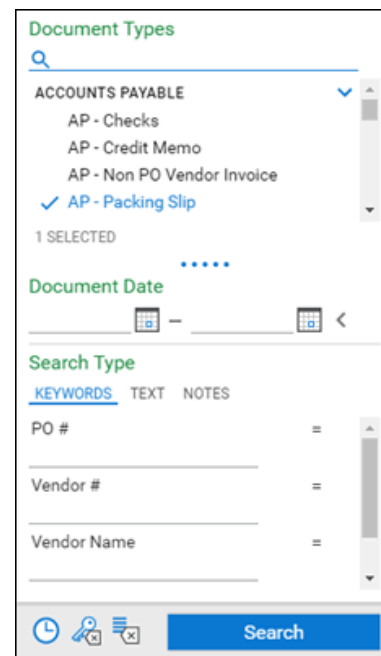 Document Types
ACCOUNTS PAYABLE
AP - Checks
AP - Credit Memo
AP - Non PO Vendor Invoice
AP - Packing Slip
1 SELECTED
Document Date
–
Search Type
KEYWORDS TEXT NOTES
PO # =
Vendor # =
Vendor Name =
Search